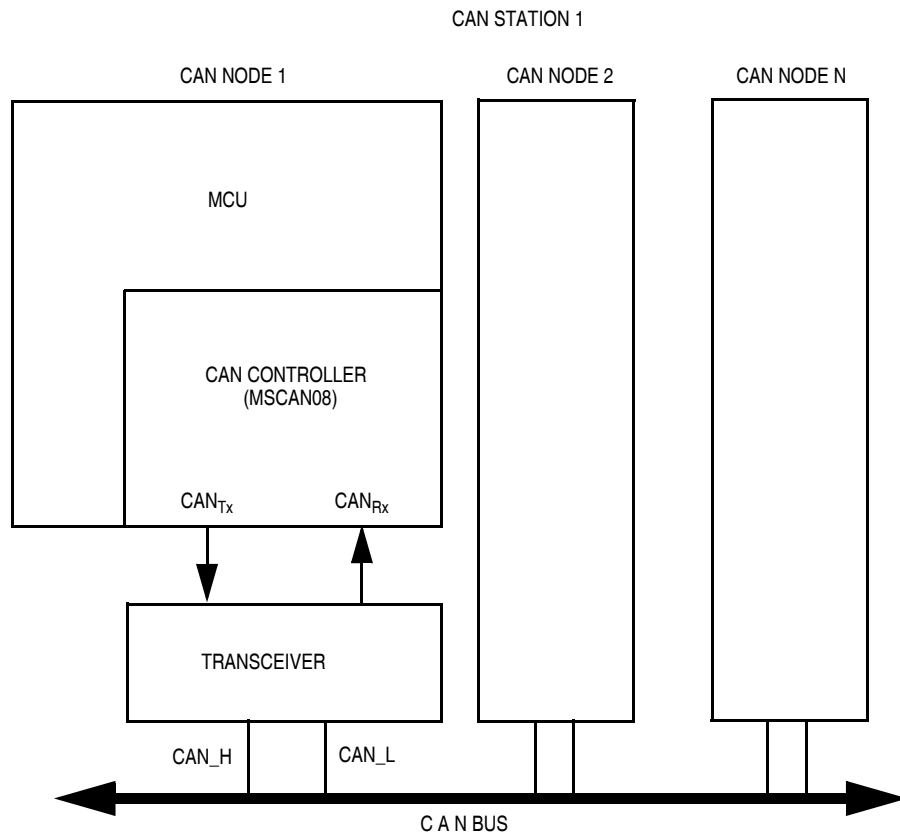 CAN STATION 1
CAN NODE 1
CAN NODE 2
CAN NODE N
MCU
CAN CONTROLLER
(MSCAN08)
CANTx
CANRx
TRANSCEIVER
CAN_H
CAN_L
C A N BUS